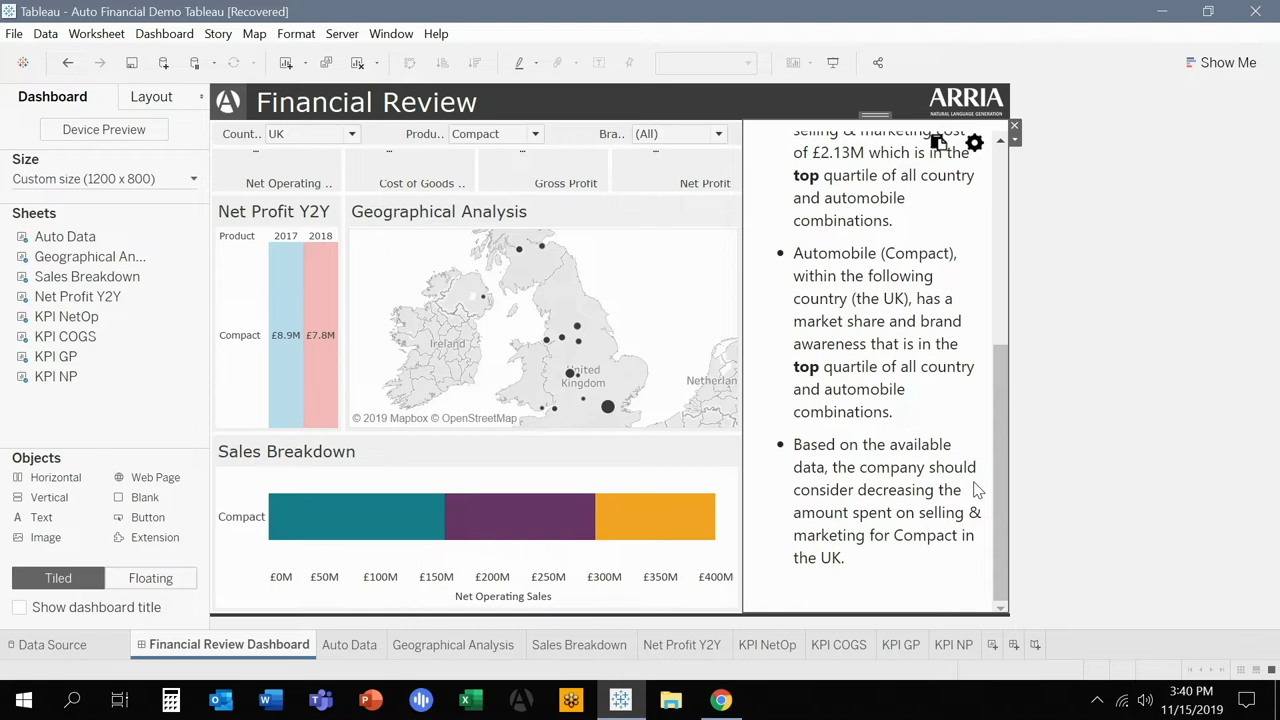 Tableau - Auto Financial Demo Tableau [Recovered]
File Data Worksheet Dashboard Story Map Format Server Window Help
Show Me
Dashboard Layout
Device Preview
Size
Custom size (1200 x 800)
Sheets
Auto Data
Geographical An...
Sales Breakdown
Net Profit Y2Y
KPI NetOp
KPI COGS
KPI GP
KPI NP
Objects
Horizontal Web Page
Vertical Blank
Text Button
Image Extension
Tiled Floating
Show dashboard title
Financial Review
ARRIA
NATURAL LANGUAGE GENERATION
Count.. UK Produ.. Compact Bra.. (All)
... ... ... ...
Net Operating .. Cost of Goods .. Gross Profit Net Profit
Net Profit Y2Y
Product 2017 2018
Compact £8.9M £7.8M
Geographical Analysis
Ireland
United
Kingdom
Netherlan
© 2019 Mapbox © OpenStreetMap
Sales Breakdown
Compact
£0M £50M £100M £150M £200M £250M £300M £350M £400M
Net Operating Sales
selling & marketing cost
of £2.13M which is in the
top quartile of all country
and automobile
combinations.
Automobile (Compact),
within the following
country (the UK), has a
market share and brand
awareness that is in the
top quartile of all country
and automobile
combinations.
Based on the available
data, the company should
consider decreasing the
amount spent on selling &
marketing for Compact in
the UK.
Data Source Financial Review Dashboard Auto Data Geographical Analysis Sales Breakdown Net Profit Y2Y KPI NetOp KPI COGS KPI GP KPI NP
3:40 PM
11/15/2019